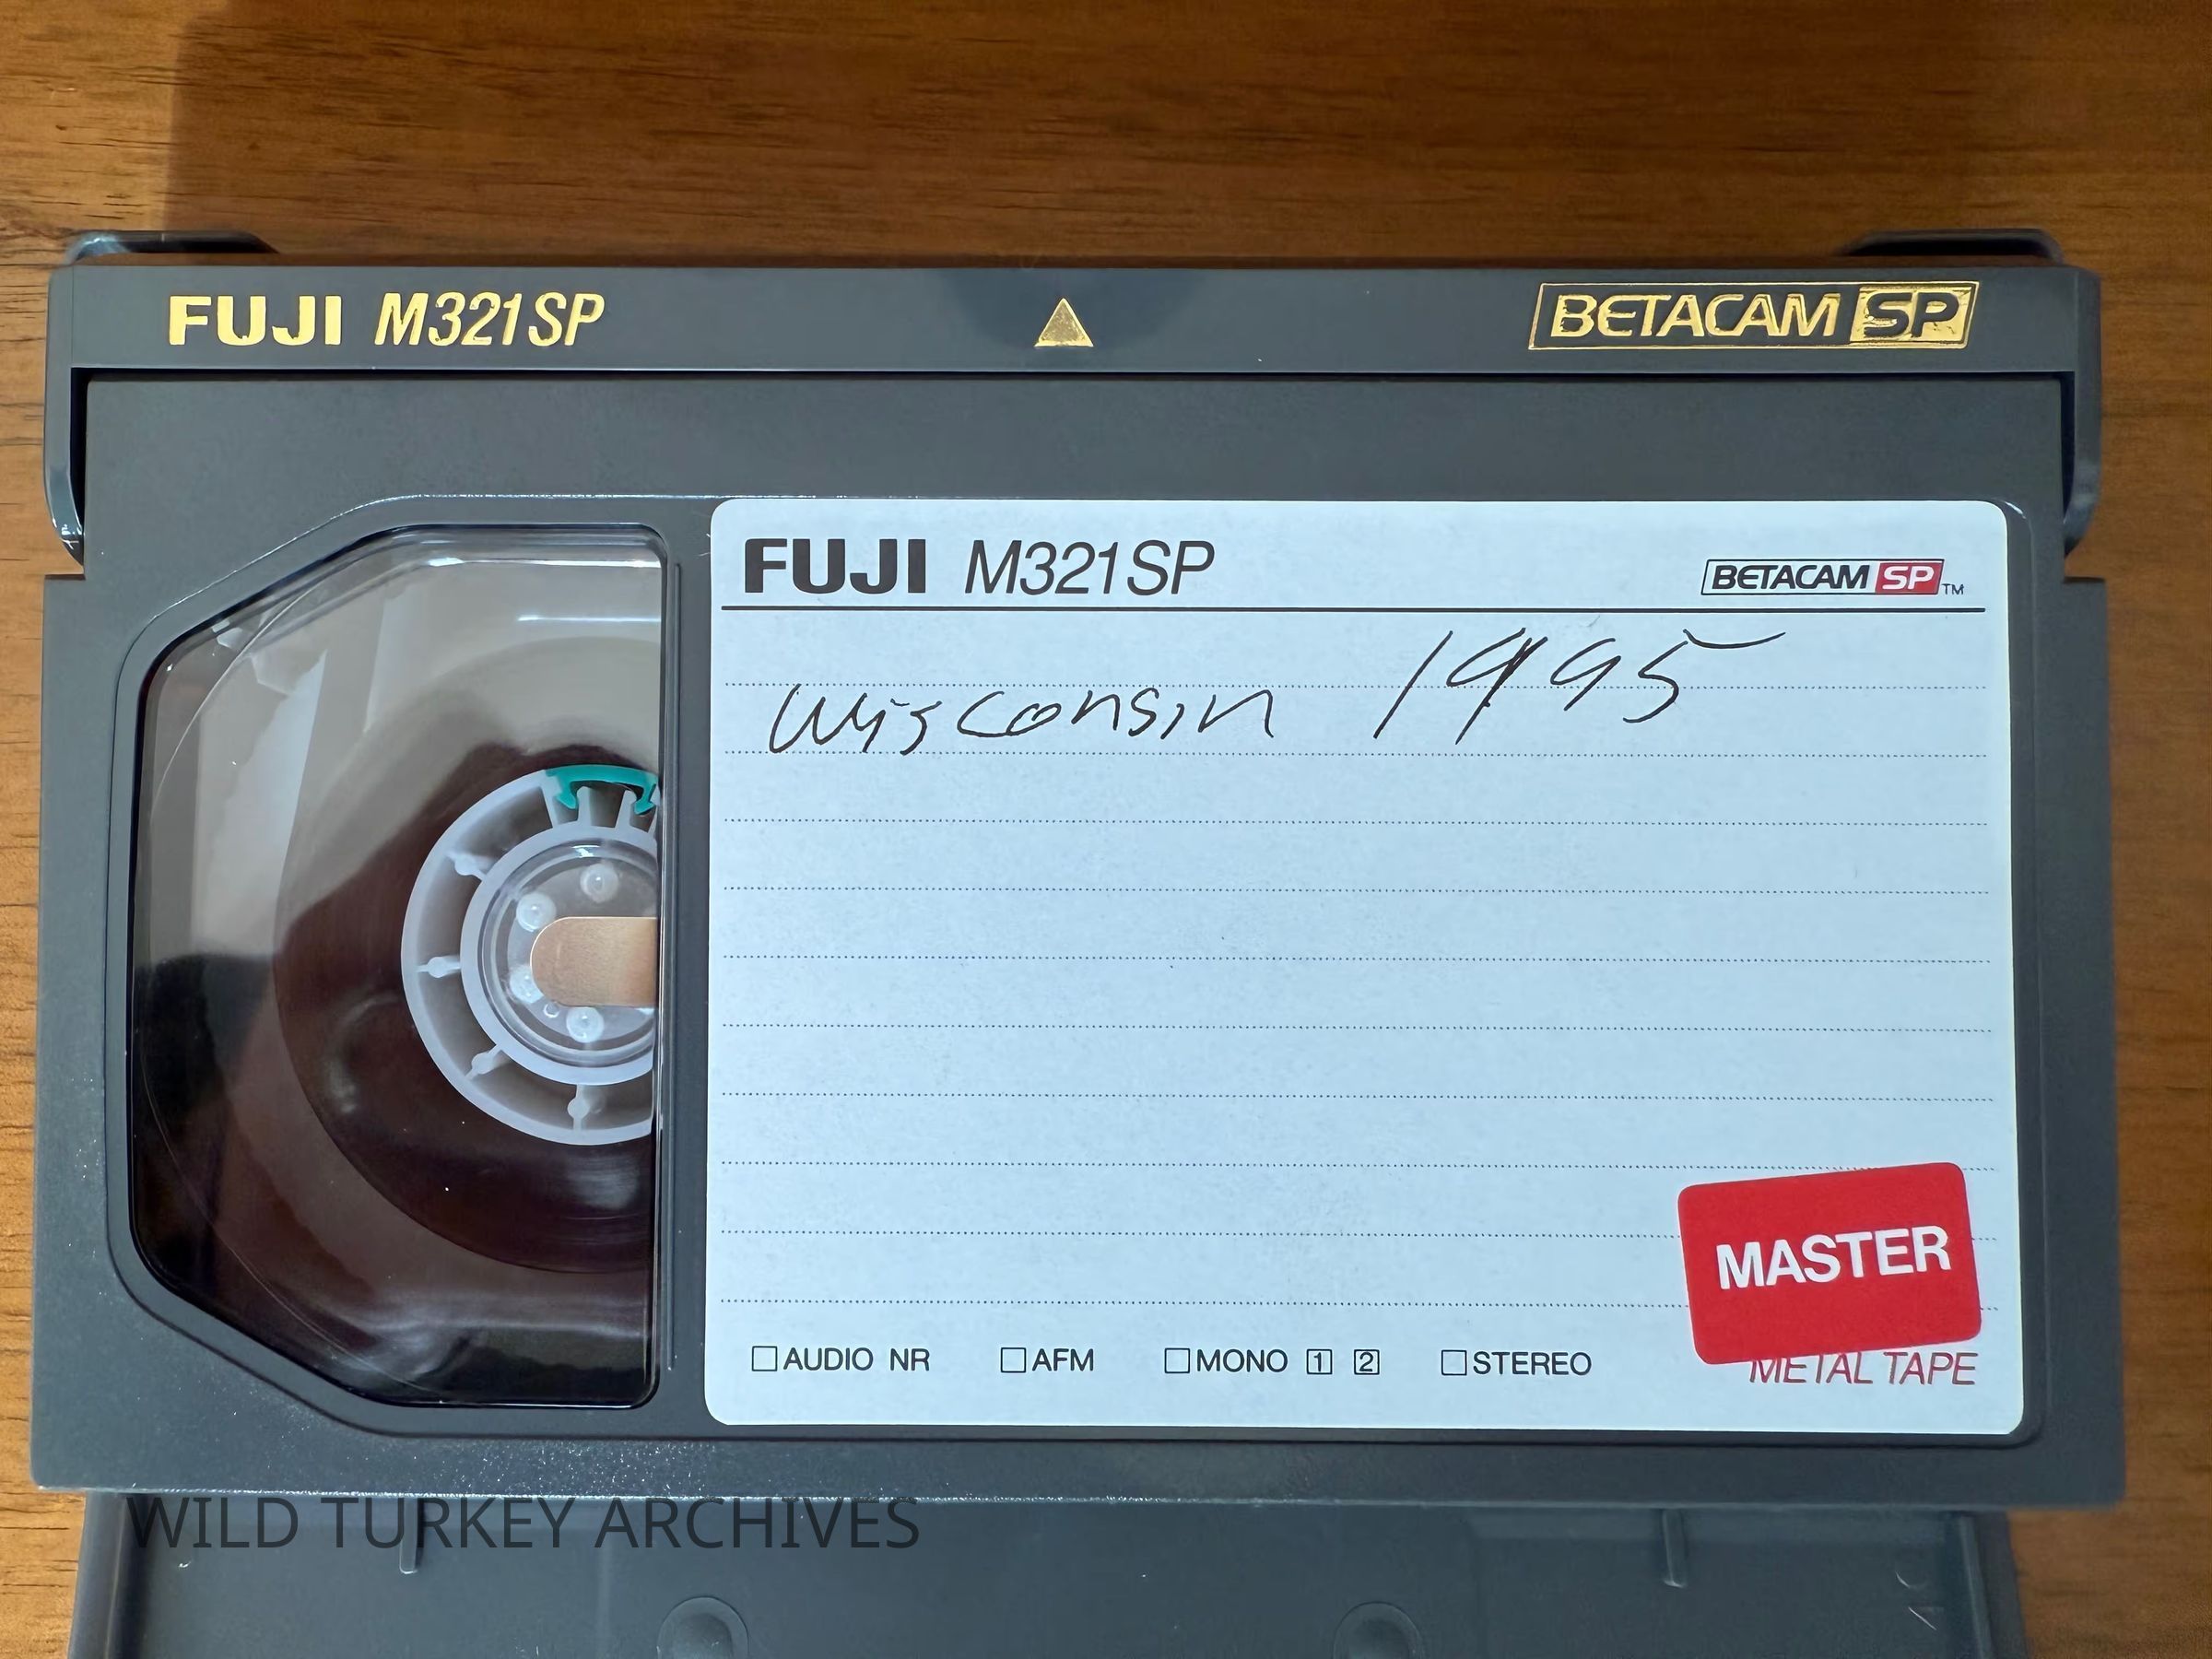 FUJI M321SP BETACAM SP
FUJI M321SP BETACAM SP TM
Wisconsin 1995
MASTER
AUDIO NR AFM MONO 1 2 STEREO METAL TAPE
WILD TURKEY ARCHIVES